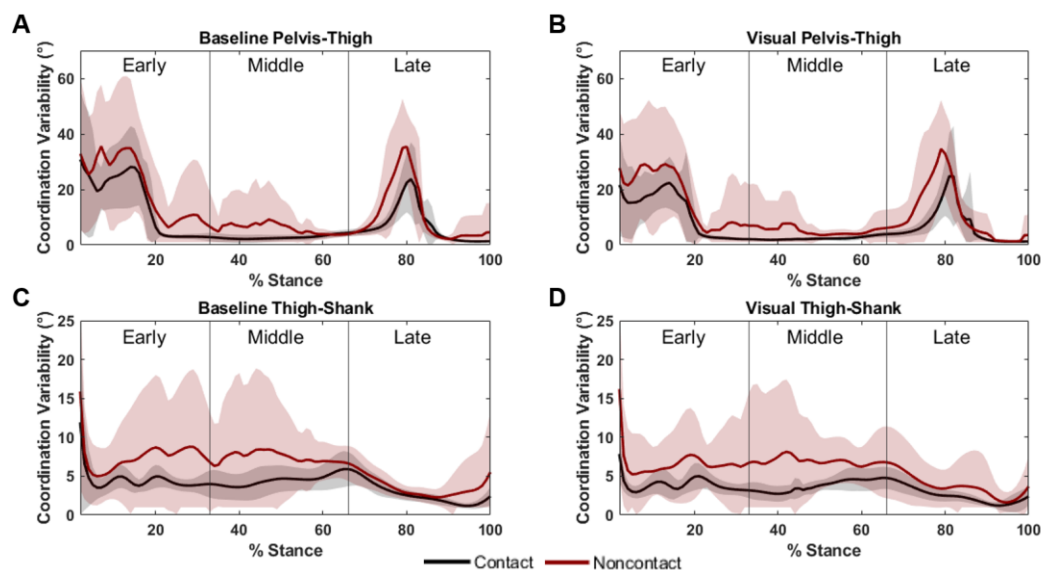 A
Baseline Pelvis-Thigh
Coordination Variability (°)
60
40
20
0
Early
Middle
Late
20
40
60
80
100
% Stance
B
Visual Pelvis-Thigh
Coordination Variability (°)
60
40
20
0
Early
Middle
Late
20
40
60
80
100
% Stance
C
Baseline Thigh-Shank
Coordination Variability (°)
25
20
15
10
5
0
Early
Middle
Late
20
40
60
80
100
% Stance
D
Visual Thigh-Shank
Coordination Variability (°)
25
20
15
10
5
0
Early
Middle
Late
20
40
60
80
100
% Stance
Contact
Noncontact